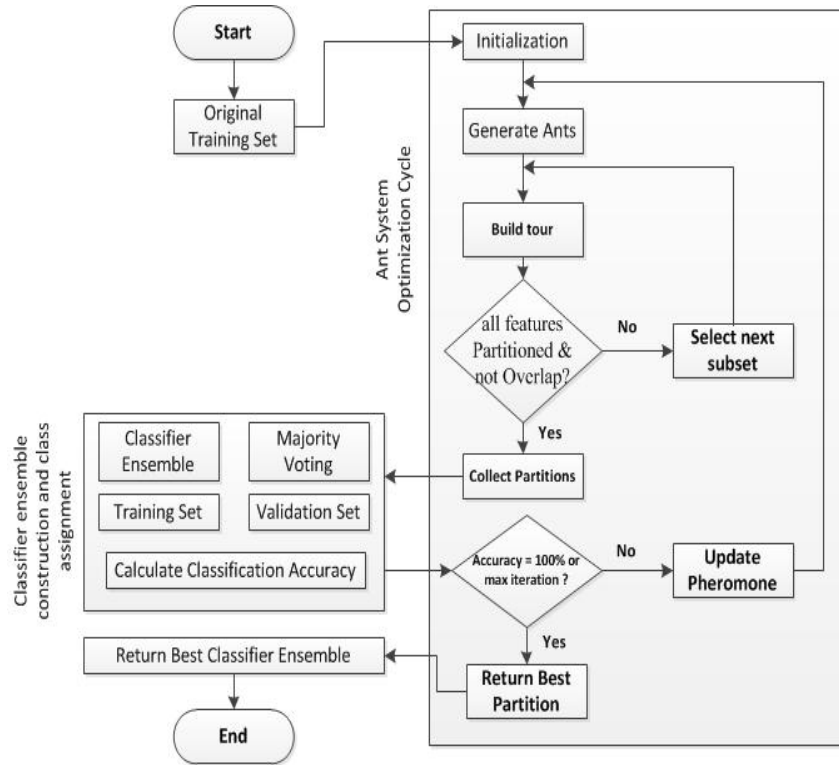 Start
Original
Training Set
Initialization
Generate Ants
Ant System
Optimization Cycle
Build tour
all features
Partitioned &
not Overlap?
No
Select next
subset
Yes
Collect Partitions
Classifier ensemble
construction and class
assignment
Classifier
Ensemble
Majority
Voting
Training Set
Validation Set
Calculate Classification Accuracy
Accuracy = 100% or
max iteration ?
No
Update
Pheromone
Yes
Return Best
Partition
Return Best Classifier Ensemble
End